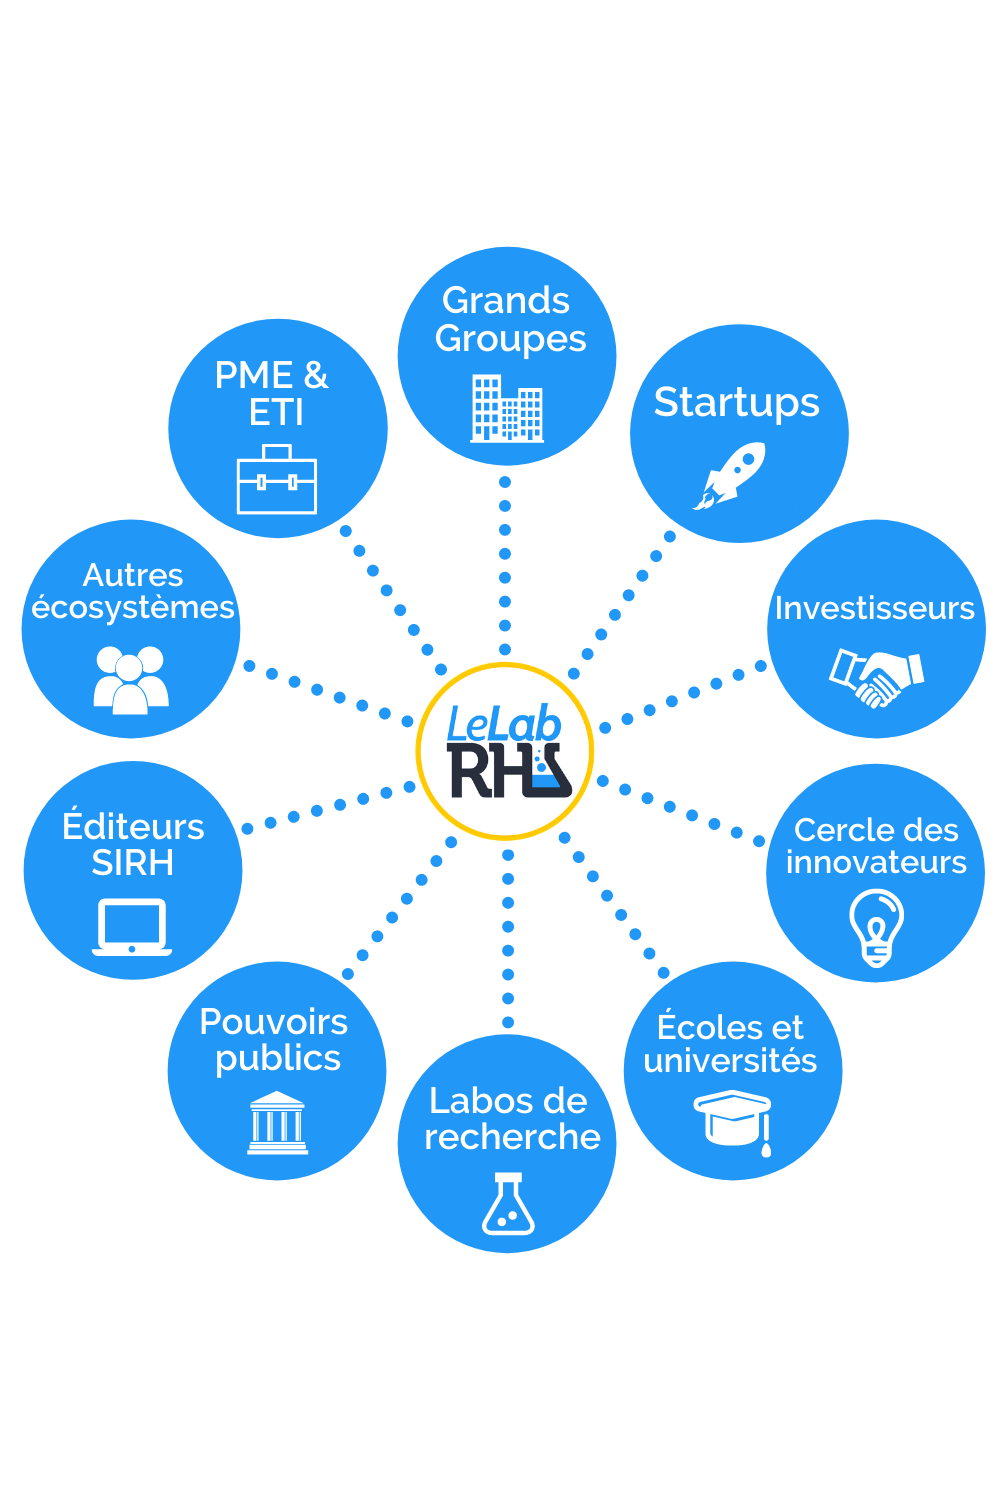 Grands
Groupes
Startups
Investisseurs
Cercle des
innovateurs
Écoles et
universités
Labos de
recherche
Pouvoirs
publics
Éditeurs
SIRH
Autres
écosystèmes
PME &
ETI
LeLab
RH